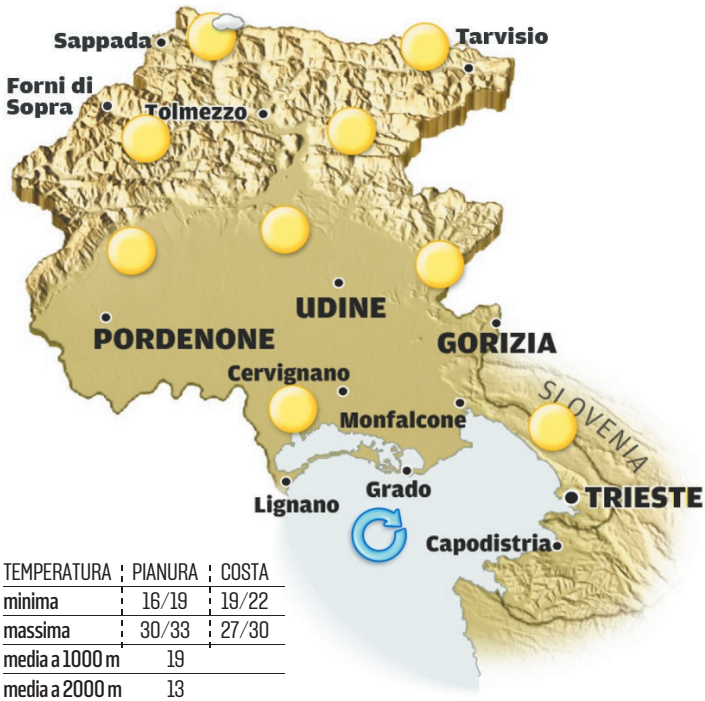 Sappada
Tarvisio
Forni di
Sopra
Tolmezzo
UDINE
PORDENONE
GORIZIA
Cervignano
SLOVENIA
Monfalcone
Grado
Lignano
TRIESTE
Capodistria
TEMPERATURA PIANURA COSTA
minima 16/19 19/22
massima 30/33 27/30
media a 1000 m 19
media a 2000 m 13